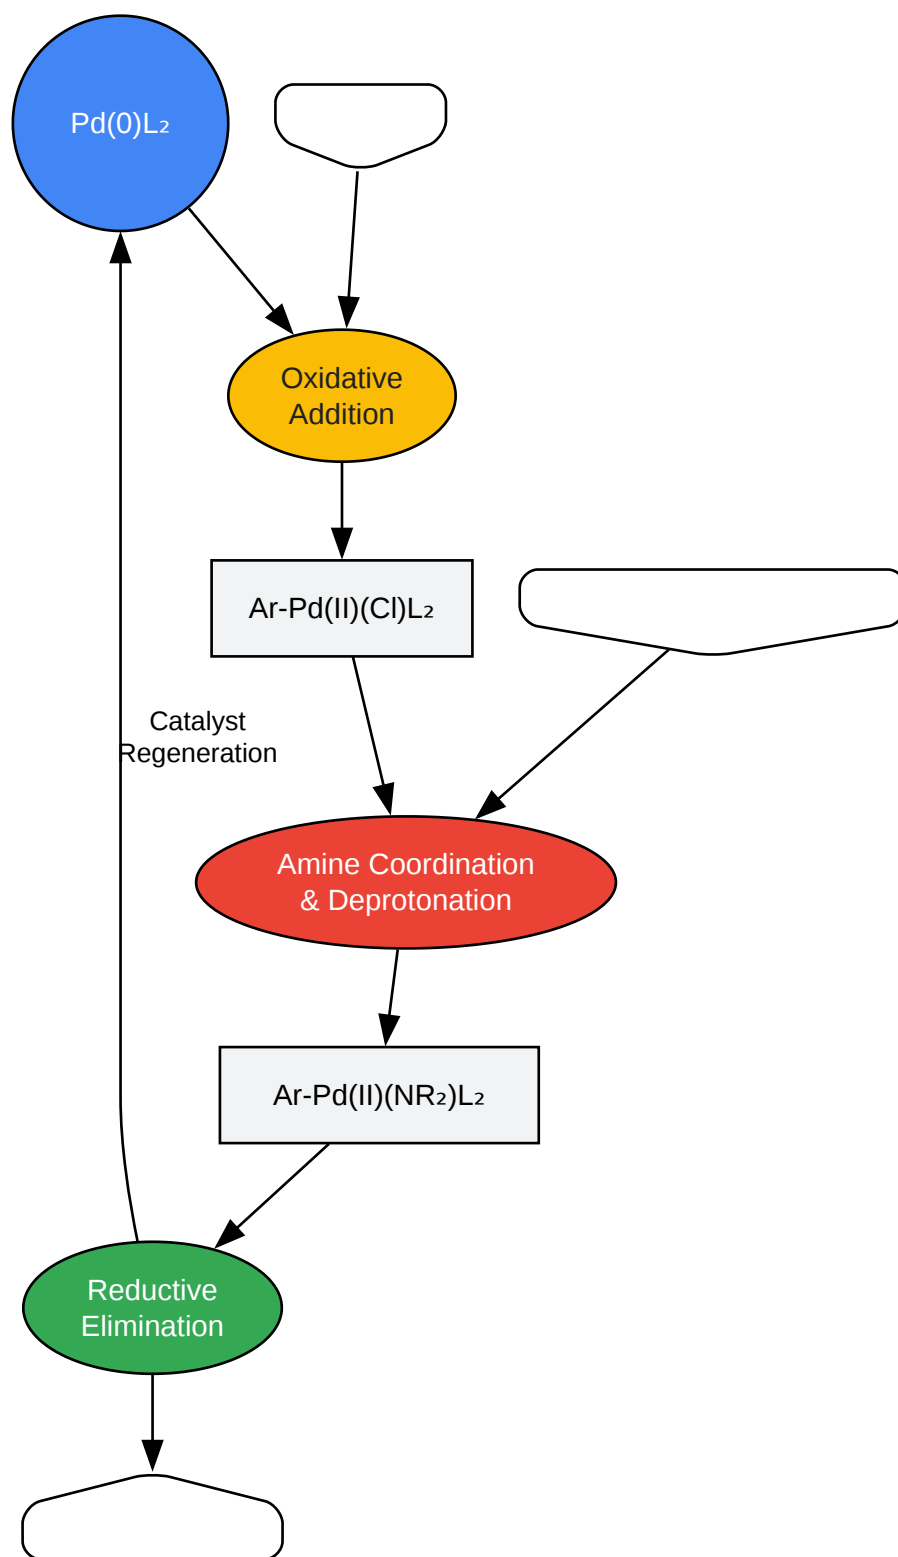 Pd(0)L₂
Oxidative
Addition
Ar-Pd(II)(Cl)L₂
Catalyst
Regeneration
Amine Coordination
& Deprotonation
Ar-Pd(II)(NR₂)L₂
Reductive
Elimination